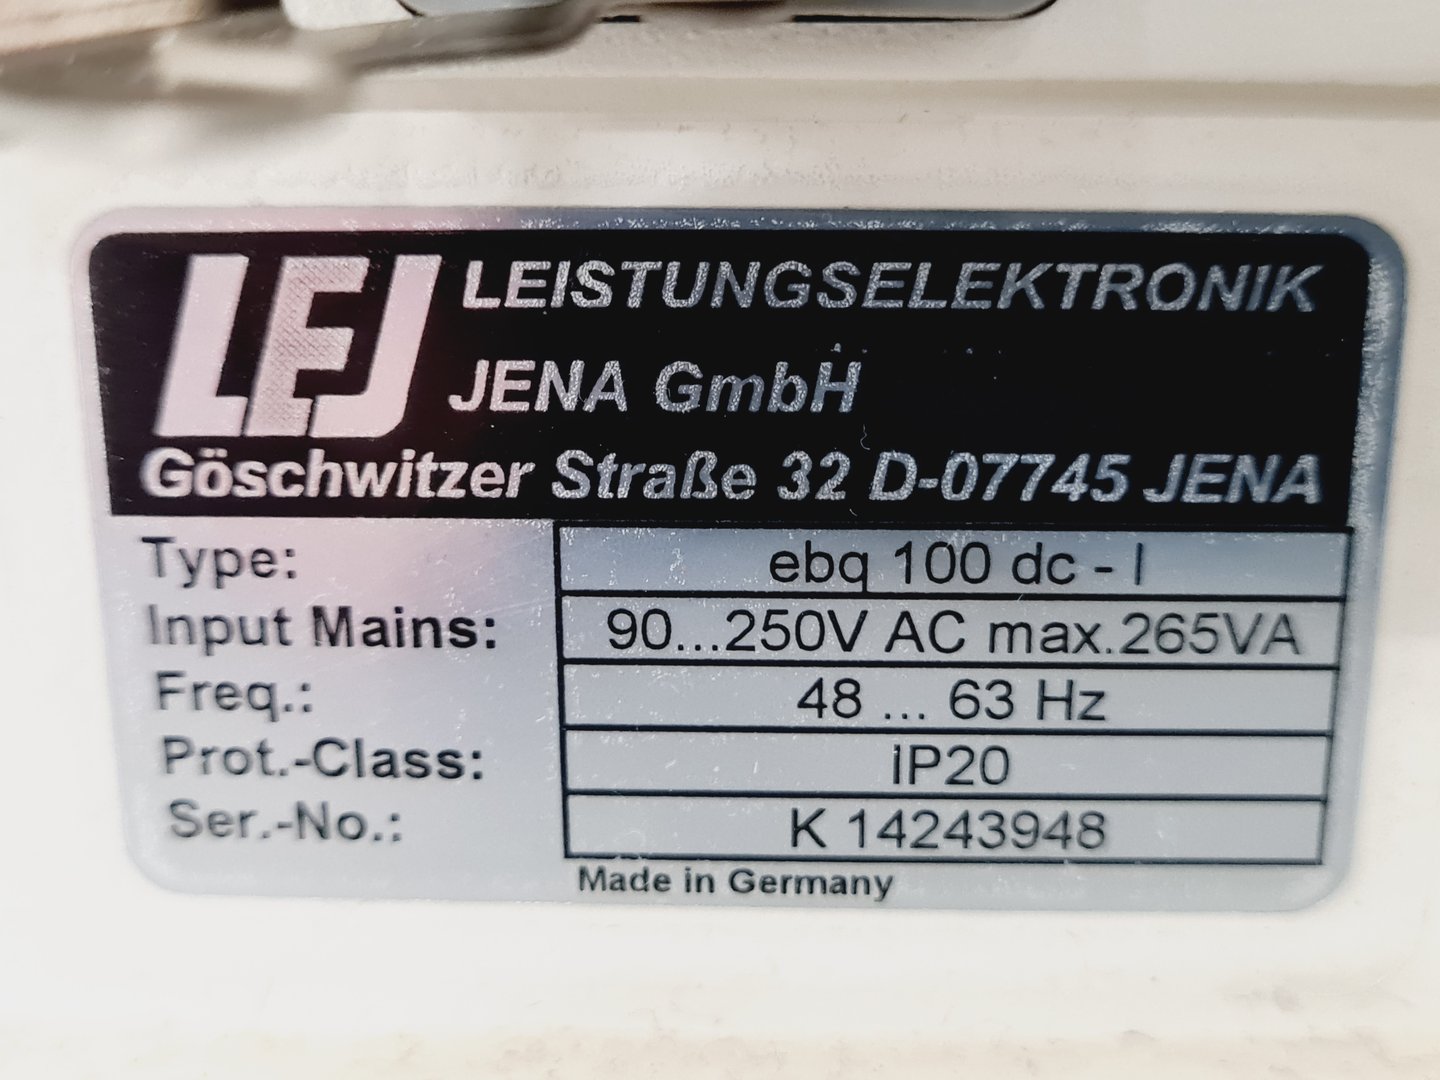 LEJ LEISTUNGSELEKTRONIK
JENA GmbH
Göschwitzer Straße 32 D-07745 JENA
Type: ebq 100 dc - I
Input Mains: 90...250V AC max.265VA
Freq.: 48 ... 63 Hz
Prot.-Class: IP20
Ser.-No.: K 14243948
Made in Germany